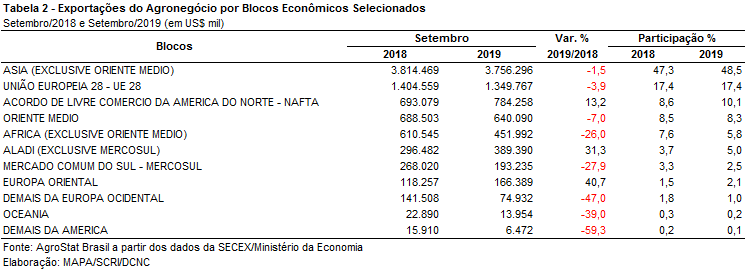 Tabela 2 - Exportações do Agronegócio por Blocos Econômicos Selecionados
Setembro/2018 e Setembro/2019 (em US$ mil)
Blocos Setembro Var. % Participação %
2018 2019 2019/2018 2018 2019
ASIA (EXCLUSIVE ORIENTE MEDIO) 3.814.469 3.756.296 -1,5 47,3 48,5
UNIÃO EUROPEIA 28 - UE 28 1.404.559 1.349.767 -3,9 17,4 17,4
ACORDO DE LIVRE COMERCIO DA AMERICA DO NORTE - NAFTA 693.079 784.258 13,2 8,6 10,1
ORIENTE MEDIO 688.503 640.090 -7,0 8,5 8,3
AFRICA (EXCLUSIVE ORIENTE MEDIO) 610.545 451.992 -26,0 7,6 5,8
ALADI (EXCLUSIVE MERCOSUL) 296.482 389.390 31,3 3,7 5,0
MERCADO COMUM DO SUL - MERCOSUL 268.020 193.235 -27,9 3,3 2,5
EUROPA ORIENTAL 118.257 166.389 40,7 1,5 2,1
DEMAIS DA EUROPA OCIDENTAL 141.508 74.932 -47,0 1,8 1,0
OCEANIA 22.890 13.954 -39,0 0,3 0,2
DEMAIS DA AMERICA 15.910 6.472 -59,3 0,2 0,1
Fonte: AgroStat Brasil a partir dos dados da SECEX/Ministério da Economia
Elaboração: MAPA/SCRI/DCNC